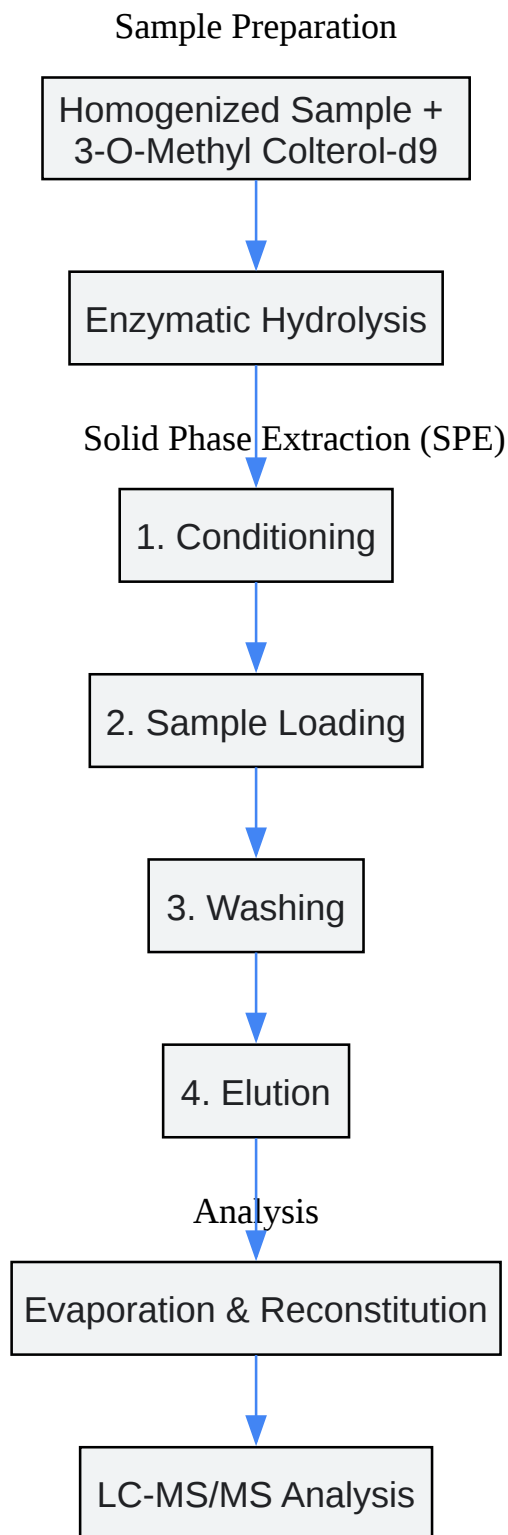 Sample Preparation
Homogenized Sample +
3-O-Methyl Colterol-d9
Enzymatic Hydrolysis
Solid Phase Extraction (SPE)
1. Conditioning
2. Sample Loading
3. Washing
4. Elution
Analysis
Evaporation & Reconstitution
LC-MS/MS Analysis